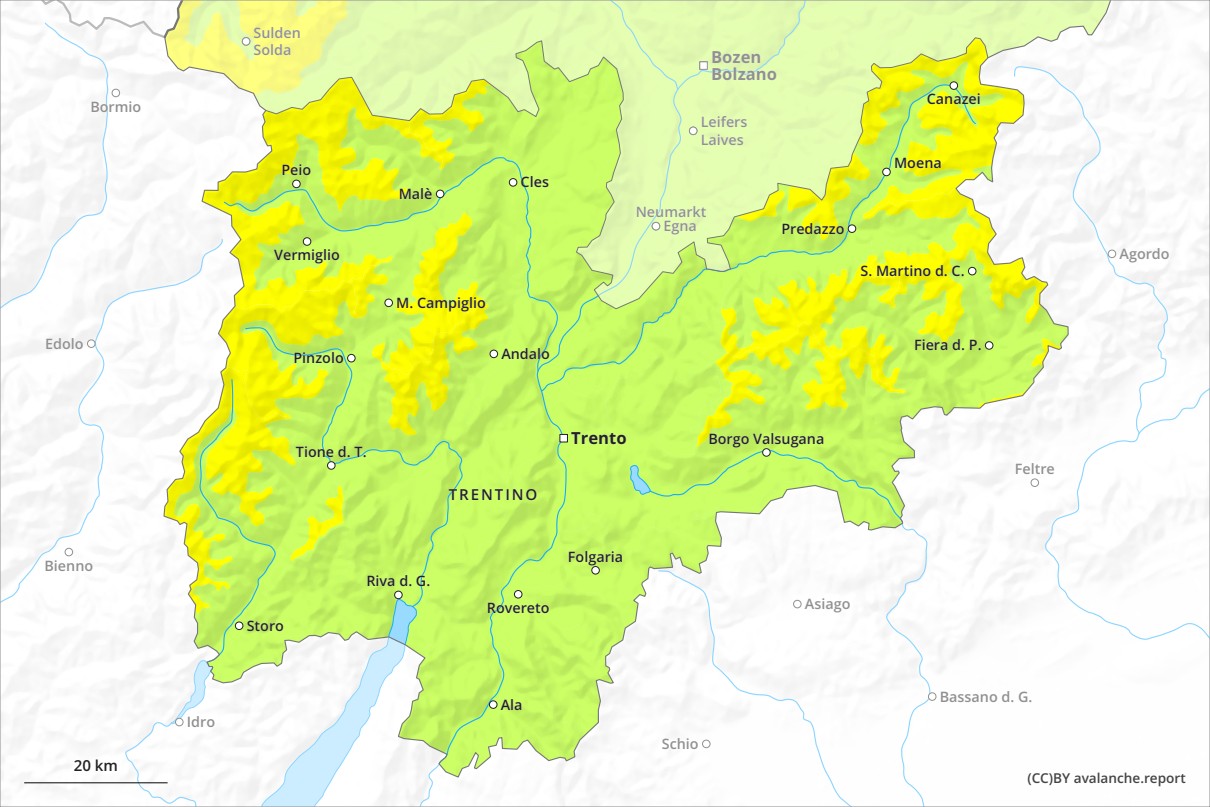 Sulden
Solda
Bozen
Bolzano
Bormio
Canazei
Leifers
Laives
Moena
Peio
Malè
Cles
Neumarkt
Egna
Predazzo
Vermiglio
Agordo
S. Martino d. C.
M. Campiglio
Edolo
Pinzolo
Andalo
Fiera d. P.
Trento
Borgo Valsugana
Tione d. T.
Feltre
TRENTINO
Bienno
Folgaria
Riva d. G.
Rovereto
Asiago
Storo
Bassano d. G.
Ala
Idro
Schio
20 km
(CC)BY avalanche.report